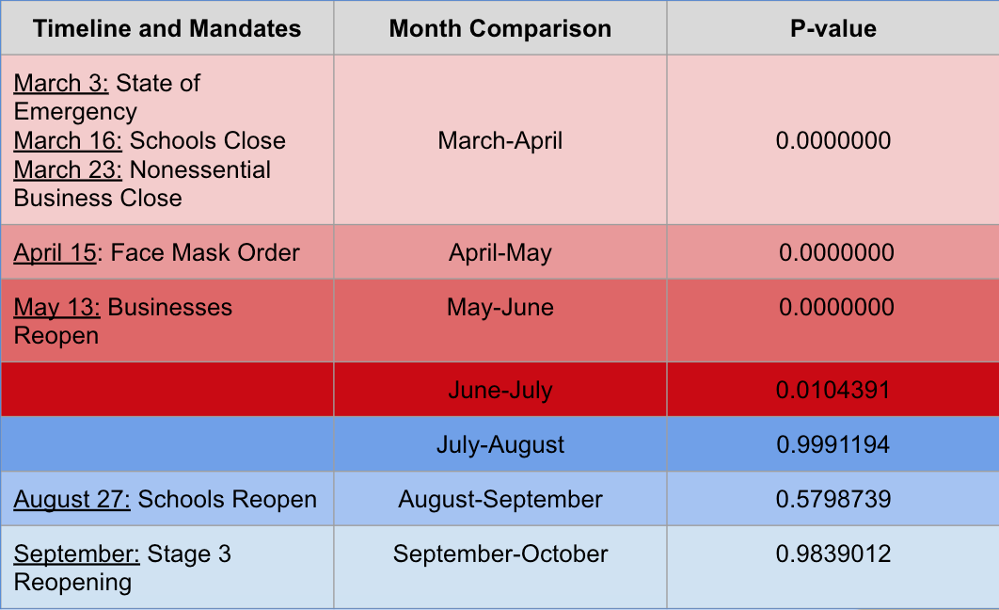 Timeline and Mandates Month Comparison P-value
March 3: State of
Emergency
March 16: Schools Close
March 23: Nonessential
Business Close
March-April 0.0000000
April 15: Face Mask Order April-May 0.0000000
May 13: Businesses
Reopen
May-June 0.0000000
June-July 0.0104391
July-August 0.9991194
August 27: Schools Reopen August-September 0.5798739
September: Stage 3
Reopening
September-October 0.9839012